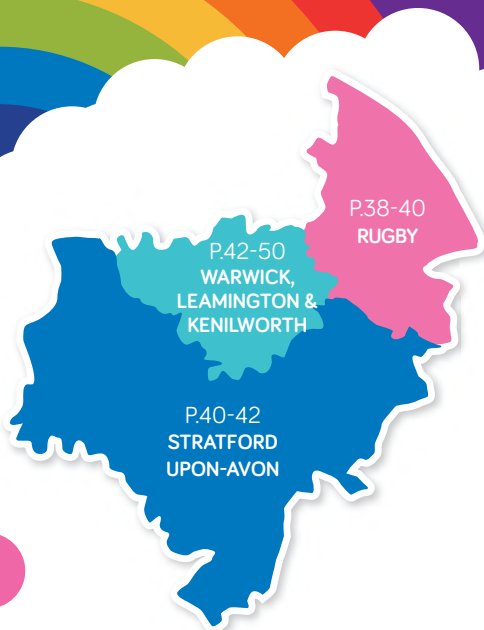 P.38-40
RUGBY
P.42-50
WARWICK,
LEAMINGTON &
KENILWORTH
P.40-42
STRATFORD
UPON-AVON